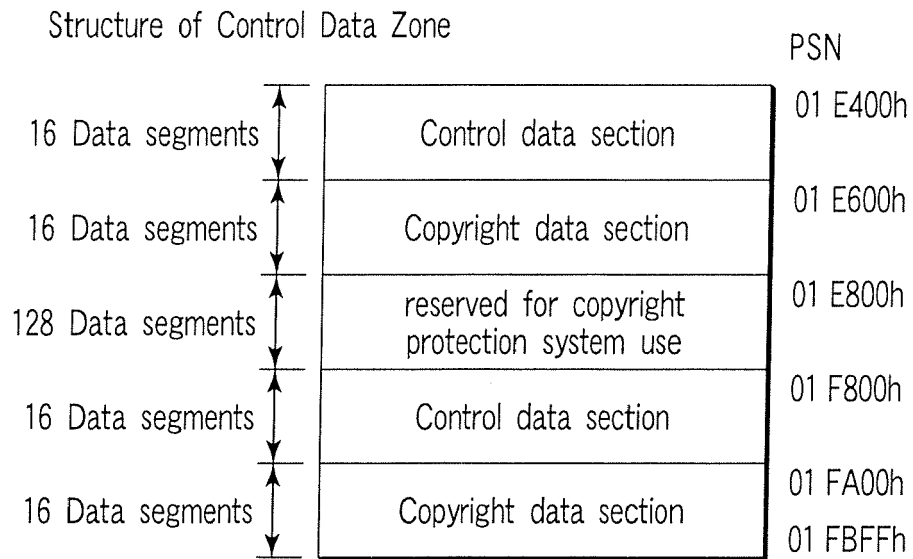 Structure of Control Data Zone
PSN
16 Data segments
Control data section
01 E400h
16 Data segments
Copyright data section
01 E600h
128 Data segments
reserved for copyright
protection system use
01 E800h
16 Data segments
Control data section
01 F800h
16 Data segments
Copyright data section
01 FA00h
01 FBFFh